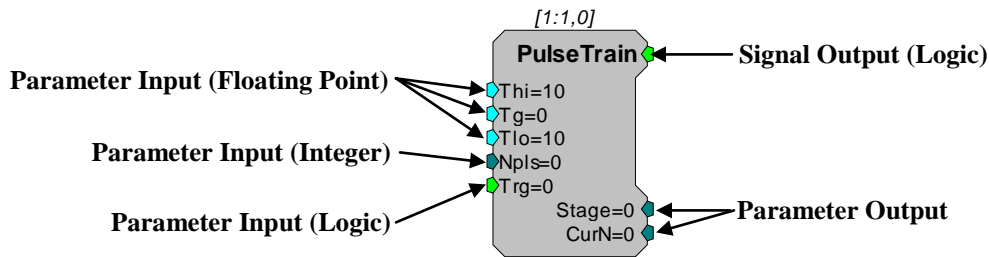 [1:1,0]
PulseTrain
Signal Output (Logic)
Parameter Input (Floating Point)
Thi=10
Tg=0
Tlo=10
Parameter Input (Integer)
Npls=0
Trg=0
Parameter Input (Logic)
Stage=0
Parameter Output
CurN=0